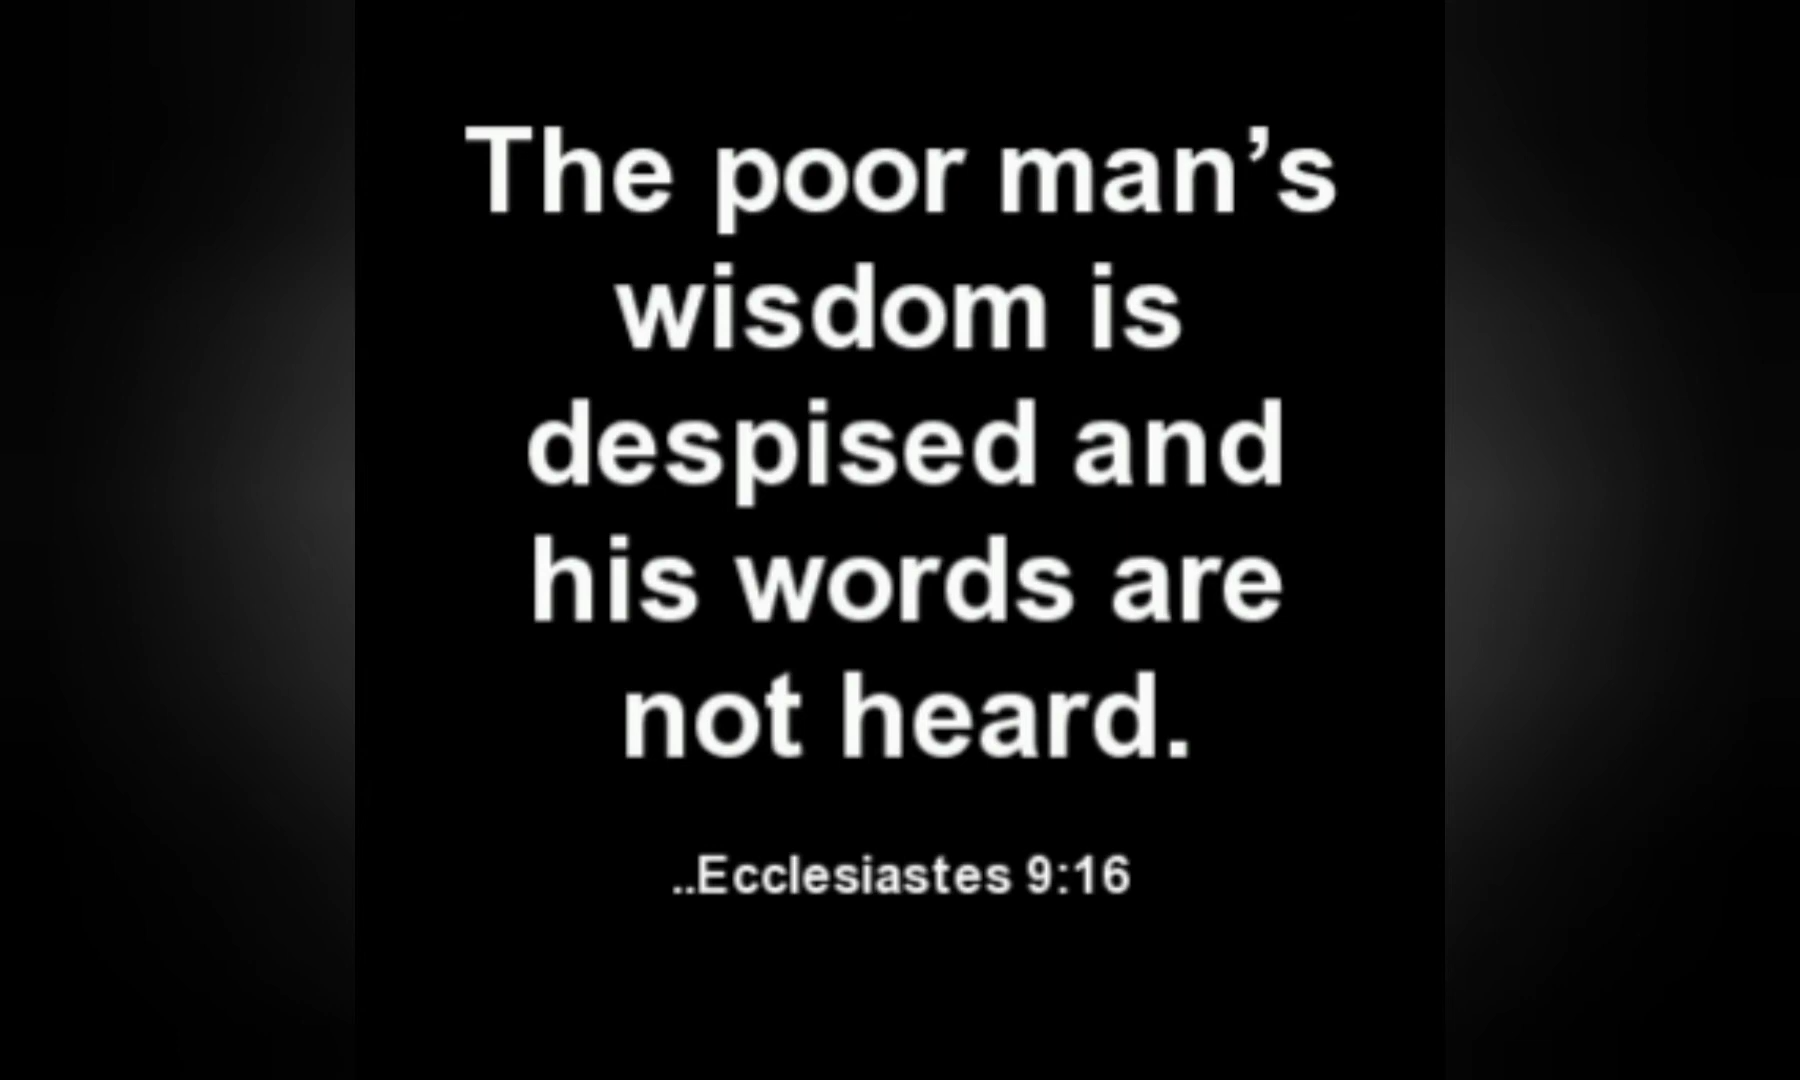 The poor man’s
wisdom is
despised and
his words are
not heard.
..Ecclesiastes 9:16